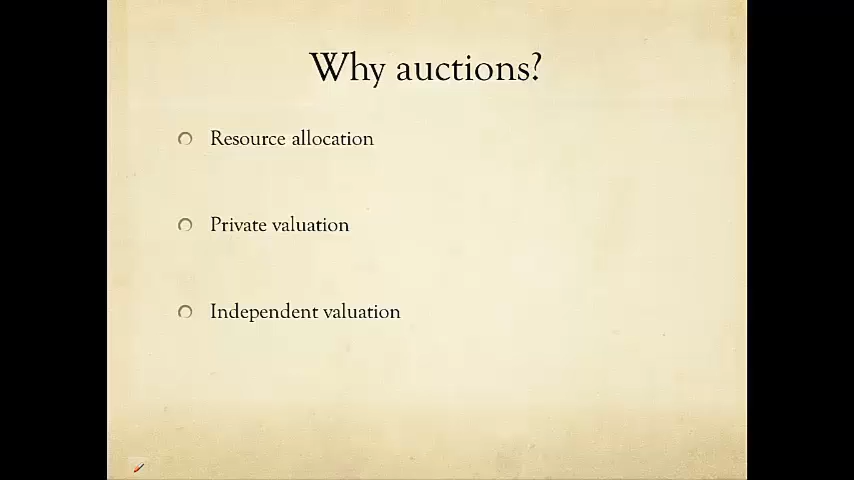 Why auctions?
Resource allocation
Private valuation
Independent valuation